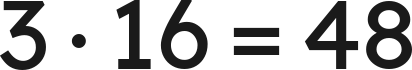 3 · 16 = 48